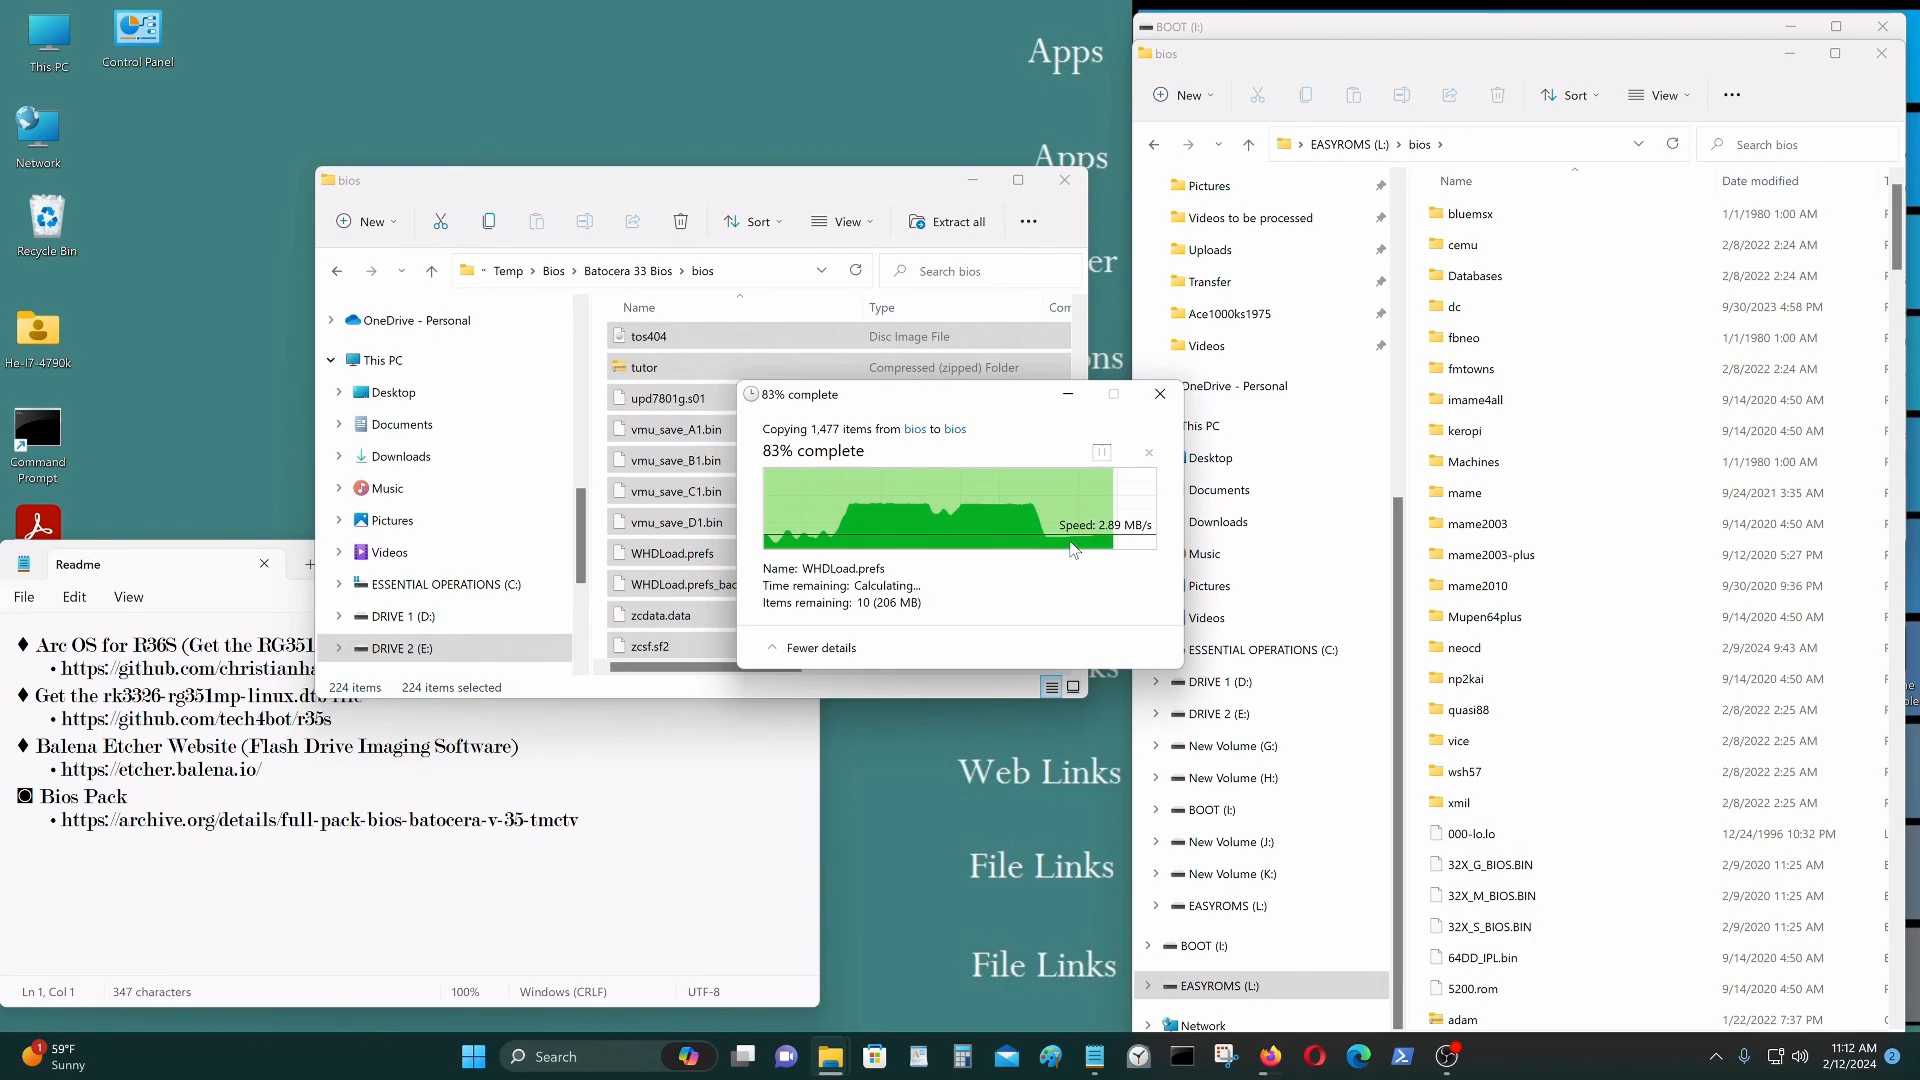 This PC
Control Panel
Network
Recycle Bin
He-I7-4790k
Command
Prompt
Apps
Apps
er
ons
ks
Web Links
File Links
File Links
bios
New
Sort
View
Extract all
Temp
Bios
Batocera 33 Bios
bios
Search bios
OneDrive - Personal
This PC
Desktop
Documents
Downloads
Music
Pictures
Videos
ESSENTIAL OPERATIONS (C:)
DRIVE 1 (D:)
DRIVE 2 (E:)
Name
Type
Com
tos404
Disc Image File
tutor
Compressed (zipped) Folder
upd7801g.s01
vmu_save_A1.bin
vmu_save_B1.bin
vmu_save_C1.bin
vmu_save_D1.bin
WHDLoad.prefs
WHDLoad.prefs_bac
zcdata.data
zcsf.sf2
224 items
224 items selected
83% complete
Copying 1,477 items from bios to bios
83% complete
Speed: 2.89 MB/s
Name: WHDLoad.prefs
Time remaining: Calculating...
Items remaining: 10 (206 MB)
Fewer details
Readme
File
Edit
View
♦ Arc OS for R36S (Get the RG351
• https://github.com/christianha
♦ Get the rk3326-rg351mp-linux.dtb file
• https://github.com/tech4bot/r35s
♦ Balena Etcher Website (Flash Drive Imaging Software)
• https://etcher.balena.io/
◙ Bios Pack
• https://archive.org/details/full-pack-bios-batocera-v-35-tmctv
Ln 1, Col 1
347 characters
100%
Windows (CRLF)
UTF-8
BOOT (I:)
bios
New
Sort
View
EASYROMS (L:)
bios
Search bios
Pictures
Videos to be processed
Uploads
Transfer
Ace1000ks1975
Videos
OneDrive - Personal
This PC
Desktop
Documents
Downloads
Music
Pictures
Videos
ESSENTIAL OPERATIONS (C:)
DRIVE 1 (D:)
DRIVE 2 (E:)
New Volume (G:)
New Volume (H:)
BOOT (I:)
New Volume (J:)
New Volume (K:)
EASYROMS (L:)
BOOT (I:)
EASYROMS (L:)
Network
Name
Date modified
bluemsx 1/1/1980 1:00 AM
cemu 2/8/2022 2:24 AM
Databases 2/8/2022 2:24 AM
dc 9/30/2023 4:58 PM
fbneo 1/1/1980 1:00 AM
fmtowns 2/8/2022 2:24 AM
imame4all 9/14/2020 4:50 AM
keropi 9/14/2020 4:50 AM
Machines 1/1/1980 1:00 AM
mame 9/24/2021 3:35 AM
mame2003 9/14/2020 4:50 AM
mame2003-plus 9/12/2020 5:27 PM
mame2010 9/30/2020 9:36 PM
Mupen64plus 9/14/2020 4:50 AM
neocd 2/9/2024 9:43 AM
np2kai 9/14/2020 4:50 AM
quasi88 2/8/2022 2:25 AM
vice 2/8/2022 2:25 AM
wsh57 2/8/2022 2:25 AM
xmil 2/8/2022 2:25 AM
000-lo.lo 12/24/1996 10:32 PM
32X_G_BIOS.BIN 2/9/2020 11:25 AM
32X_M_BIOS.BIN 2/9/2020 11:25 AM
32X_S_BIOS.BIN 2/9/2020 11:25 AM
64DD_IPL.bin 9/14/2020 4:50 AM
5200.rom 9/14/2020 4:50 AM
adam 1/22/2022 7:37 PM
1
59°F
Sunny
Search
11:12 AM
2/12/2024
2